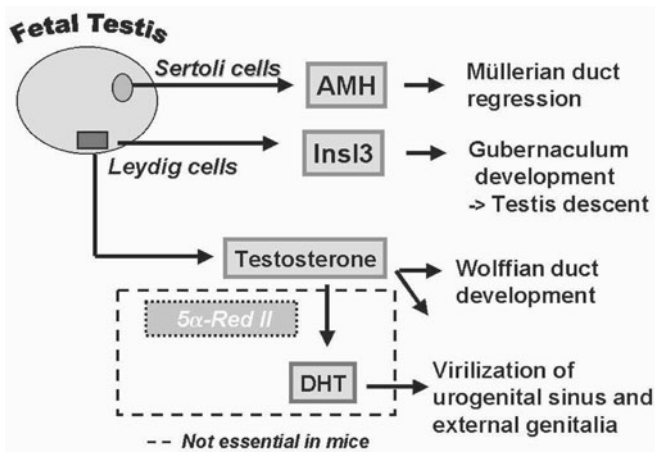 Fetal Testis
Sertoli cells
AMH
Müllerian duct
regression
Leydig cells
Insl3
Gubernaculum
development
-> Testis descent
Testosterone
Wolffian duct
development
5α-Red II
DHT
Virilization of
urogenital sinus and
external genitalia
-- Not essential in mice